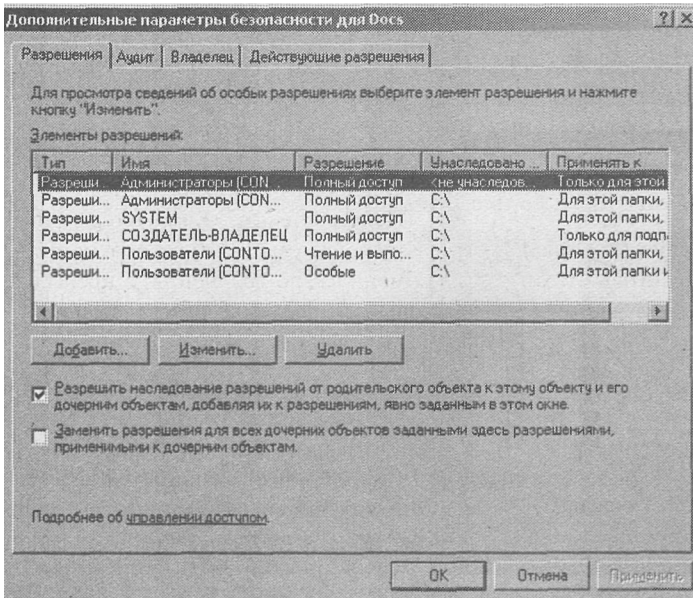 Дополнительные параметры безопасности для Docs
Разрешения Аудит Владелец Действующие разрешения
Для просмотра сведений об особых разрешениях выберите элемент разрешения и нажмите
кнопку "Изменить".
Элементы разрешений:
Тип Имя Разрешение Унаследовано ... Применять к
Разреши... Администраторы (CON... Полный доступ <не унаследов... Только для этой
Разреши... Администраторы (CON... Полный доступ C:\ Для этой папки,
Разреши... SYSTEM Полный доступ C:\ Для этой папки,
Разреши... СОЗДАТЕЛЬ-ВЛАДЕЛЕЦ Полный доступ C:\ Только для подп.
Разреши... Пользователи (CONTO... Чтение и выпо... C:\ Для этой папки,
Разреши... Пользователи (CONTO... Особые C:\ Для этой папки и
Добавить... Изменить... Удалить
Разрешить наследование разрешений от родительского объекта к этому объекту и его
дочерним объектам, добавляя их к разрешениям, явно заданным в этом окне.
Заменить разрешения для всех дочерних объектов заданными здесь разрешениями,
применимыми к дочерним объектам.
Подробнее об управлении доступом.
OK Отмена Применить